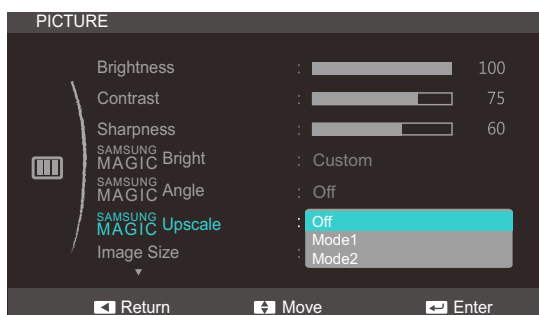 PICTURE
Brightness : 100
Contrast : 75
Sharpness : 60
SAMSUNG
MAGIC Bright : Custom
SAMSUNG
MAGIC Angle : Off
SAMSUNG
MAGIC Upscale : Off
Mode1
Image Size : Mode2
Return Move Enter